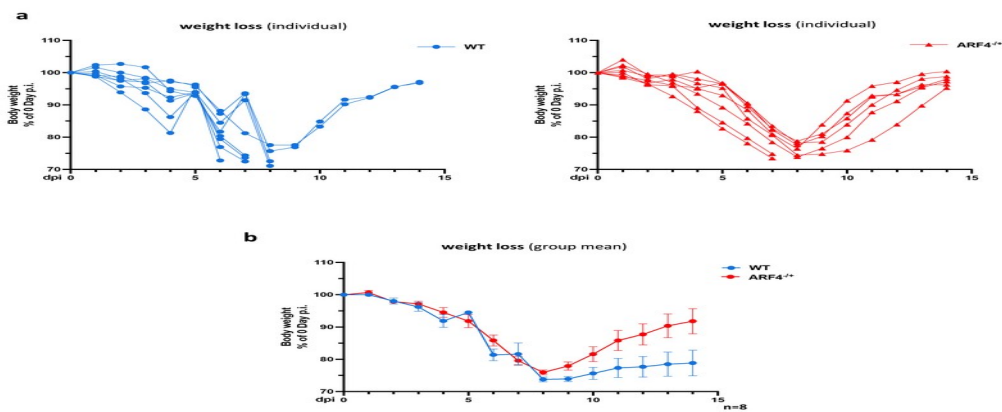 a
weight loss (individual)
WT
110
100
90
80
70
Body weight
% of 0 Day p.i.
dpi 0 5 10 15
weight loss (individual)
ARF4-/+
110
100
90
80
70
Body weight
% of 0 Day p.i.
dpi 0 5 10 15
b
weight loss (group mean)
WT
ARF4-/+
110
100
90
80
70
Body weight
% of 0 Day p.i.
dpi 0 5 10 15
n=8